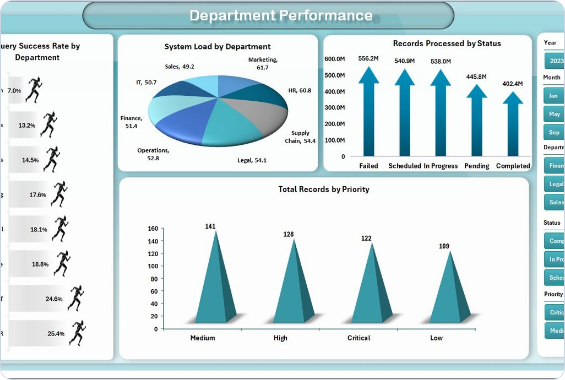 Department Performance
uery Success Rate by
Department
7.0%
13.2%
14.5%
17.6%
18.1%
18.8%
24.6%
25.4%
System Load by Department
Marketing,
61.7
HR, 60.8
Supply
Chain, 54.4
Legal, 54.1
Operations,
52.8
Finance,
51.4
IT, 50.7
Sales, 49.2
Records Processed by Status
600.0M
500.0M
400.0M
300.0M
200.0M
100.0M
0
556.2M
540.9M
538.0M
445.8M
402.4M
Failed
Scheduled
In Progress
Pending
Completed
Total Records by Priority
160
140
120
100
80
60
40
20
0
141
128
122
109
Medium
High
Critical
Low
Year
2023
Month
Jan
May
Sep
Departm
Finan
Legal
Sales
Status
Comp
In Pro
Sche
Priority
Critic
Medi